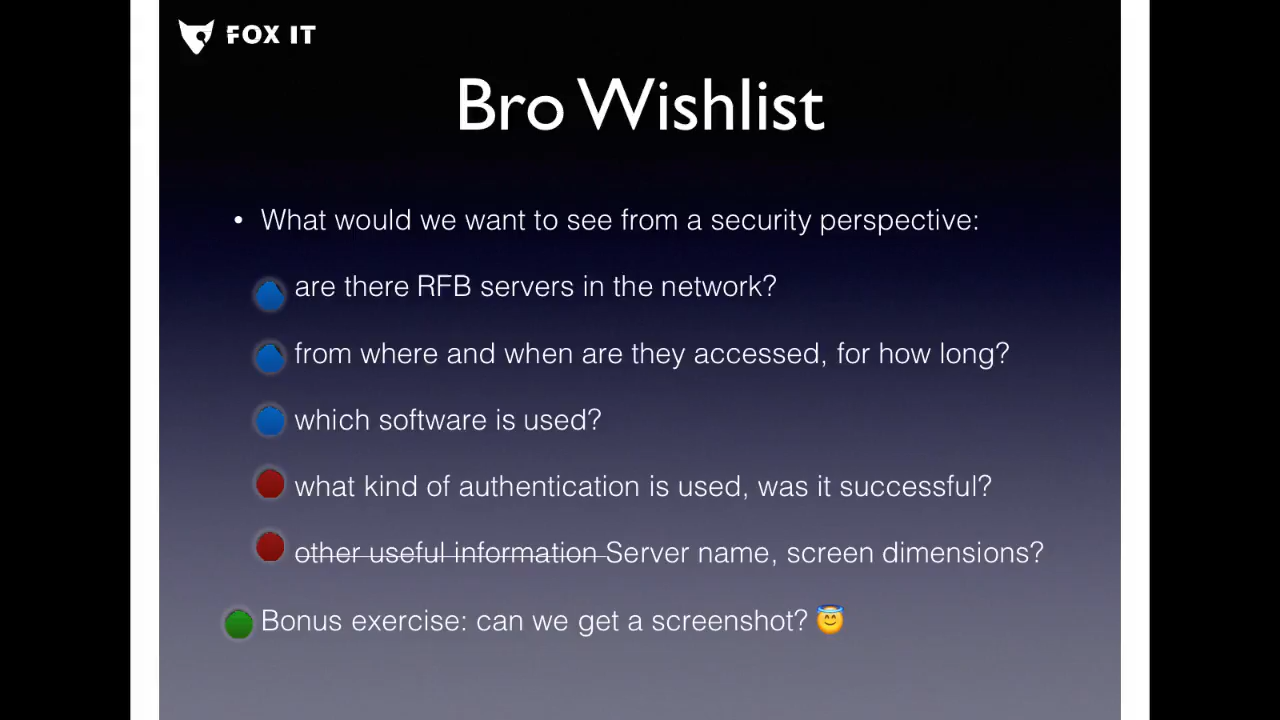 FOX IT
Bro Wishlist
• What would we want to see from a security perspective:
are there RFB servers in the network?
from where and when are they accessed, for how long?
which software is used?
what kind of authentication is used, was it successful?
other useful information Server name, screen dimensions?
Bonus exercise: can we get a screenshot? 😇